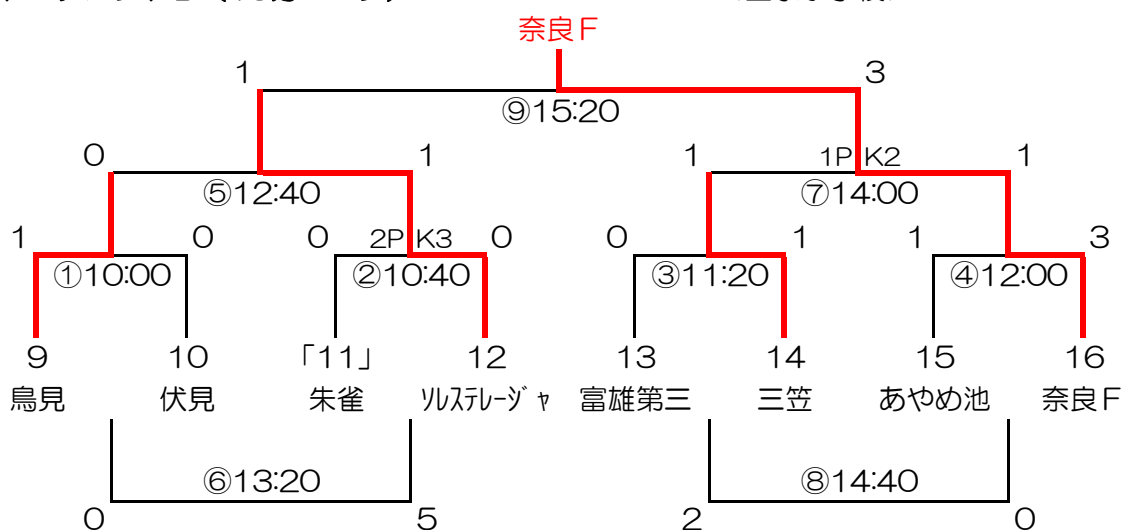 奈良F
1 3
⑨15:20
0 1 1 1PK2 1
⑤12:40 ⑦14:00
1 0 0 2PK3 0 0 1 1 3
①10:00 ②10:40 ③11:20 ④12:00
9 10 「11」 12 13 14 15 16
鳥見 伏見 朱雀 ソルステレージャ 富雄第三 三笠 あやめ池 奈良F
⑥13:20 ⑧14:40
0 5 2 0